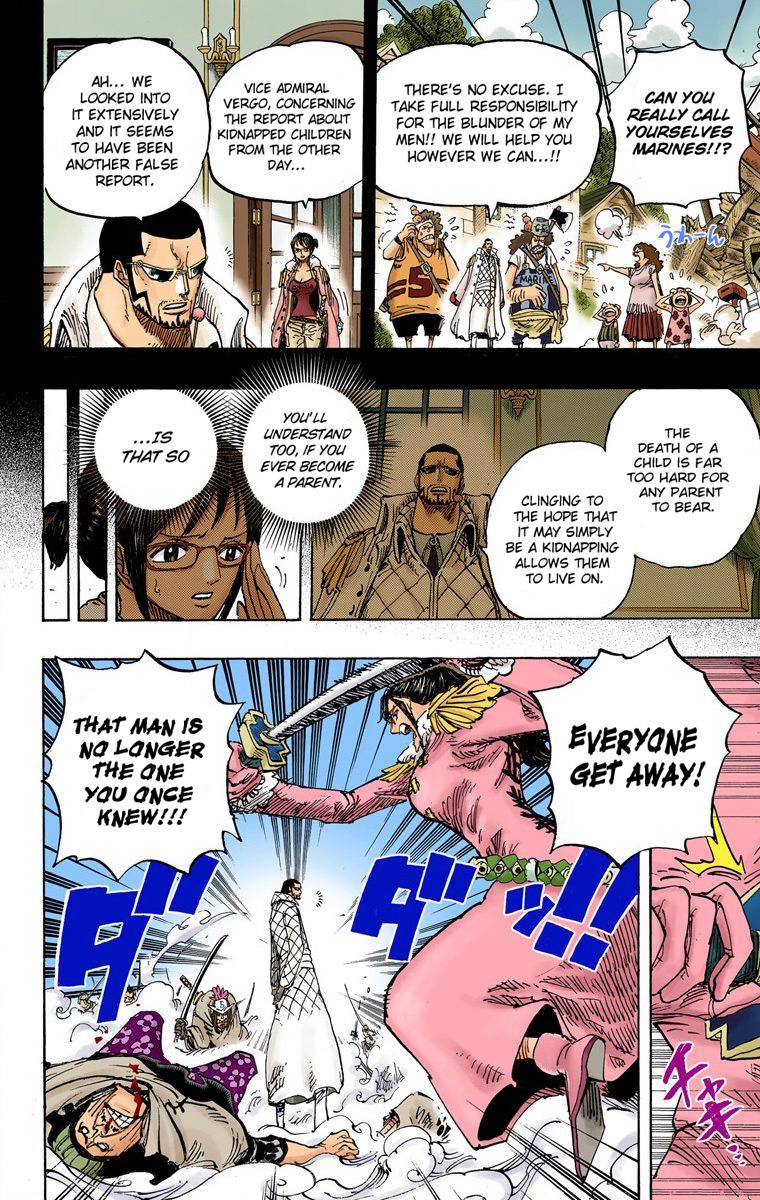 CAN YOU
REALLY CALL
YOURSELVES
MARINES!!?
うわーん
THERE'S NO EXCUSE. I
TAKE FULL RESPONSIBILITY
FOR THE BLUNDER OF MY
MEN!! WE WILL HELP YOU
HOWEVER WE CAN...!!
5
MARINE
VICE ADMIRAL
VERGO, CONCERNING
THE REPORT ABOUT
KIDNAPPED CHILDREN
FROM THE OTHER
DAY...
AH... WE
LOOKED INTO
IT EXTENSIVELY
AND IT SEEMS
TO HAVE BEEN
ANOTHER FALSE
REPORT.
THE
DEATH OF A
CHILD IS FAR
TOO HARD FOR
ANY PARENT
TO BEAR.
CLINGING TO
THE HOPE THAT
IT MAY SIMPLY
BE A KIDNAPPING
ALLOWS THEM
TO LIVE ON.
YOU'LL
UNDERSTAND
TOO, IF YOU
EVER BECOME
A PARENT.
...IS
THAT SO
チャキ
EVERYONE
GET AWAY!
THAT MAN IS
NO LONGER
THE ONE
YOU ONCE
KNEW!!!
ダダッ!!
5